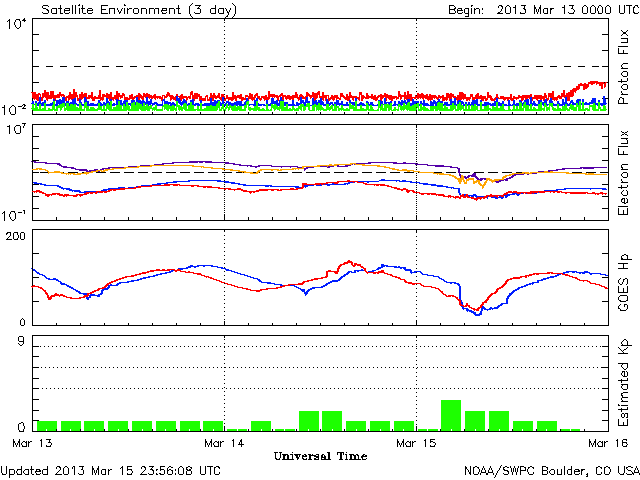 Satellite Environment (3 day) Begin: 2013 Mar 13 0000 UTC
10^4
10^-2
Proton Flux
10^7
10^-1
Electron Flux
200
0
GOES Hp
9
0
Estimated Kp
Mar 13 Mar 14 Mar 15 Mar 16
Universal Time
Updated 2013 Mar 15 23:56:08 UTC NOAA/SWPC Boulder, CO USA